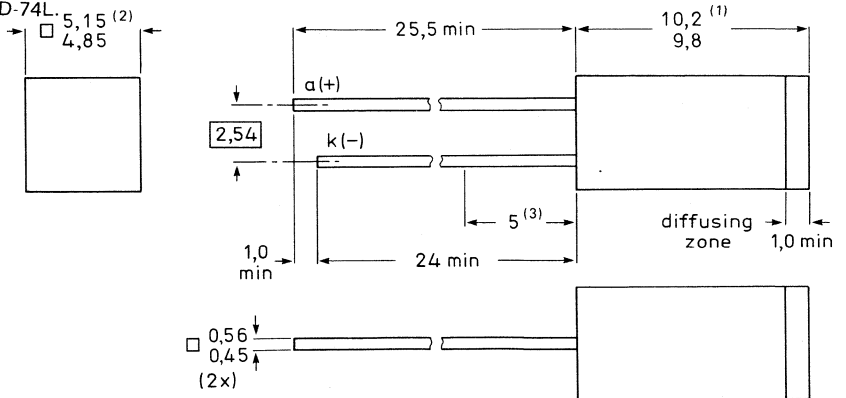 D-74L.
□ 5,15 (2)
4,85
25,5 min
10,2 (1)
9,8
a(+)
2,54
k(−)
5 (3)
diffusing
zone
1,0 min
1,0
min
24 min
□ 0,56
0,45
(2x)